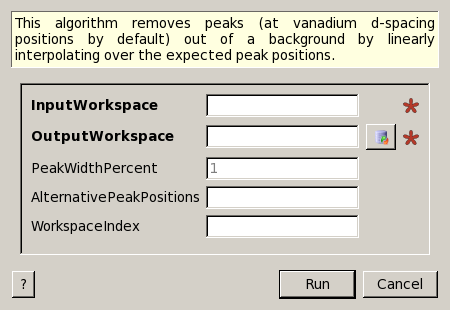 This algorithm removes peaks (at vanadium d-spacing
positions by default) out of a background by linearly
interpolating over the expected peak positions.
InputWorkspace
OutputWorkspace
PeakWidthPercent 1
AlternativePeakPositions
WorkspaceIndex
? Run Cancel